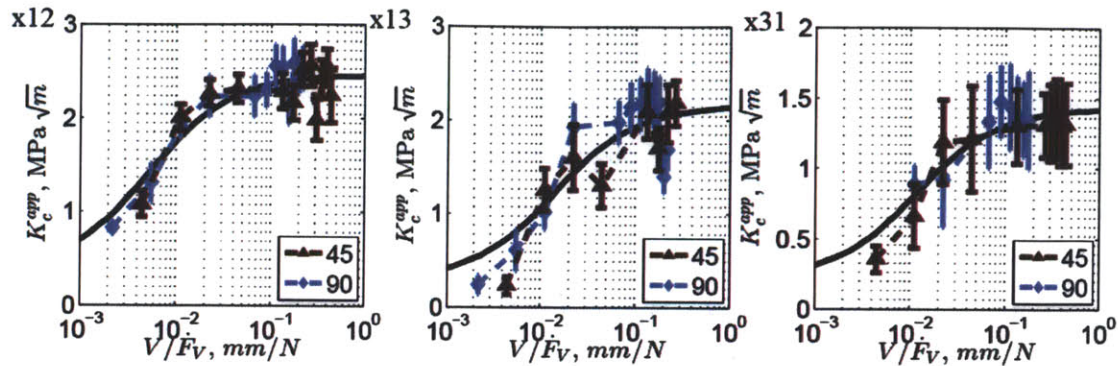 x12
3
2
1
0
K_c^{app}, MPa √m
10^{-3} 10^{-2} 10^{-1} 10^0
V/Ḟ_V, mm/N
45
90
x13
3
2
1
0
K_c^{app}, MPa √m
10^{-3} 10^{-2} 10^{-1} 10^0
V/Ḟ_V, mm/N
45
90
x31
2
1.5
1
0.5
0
K_c^{app}, MPa √m
10^{-3} 10^{-2} 10^{-1} 10^0
V/Ḟ_V, mm/N
45
90